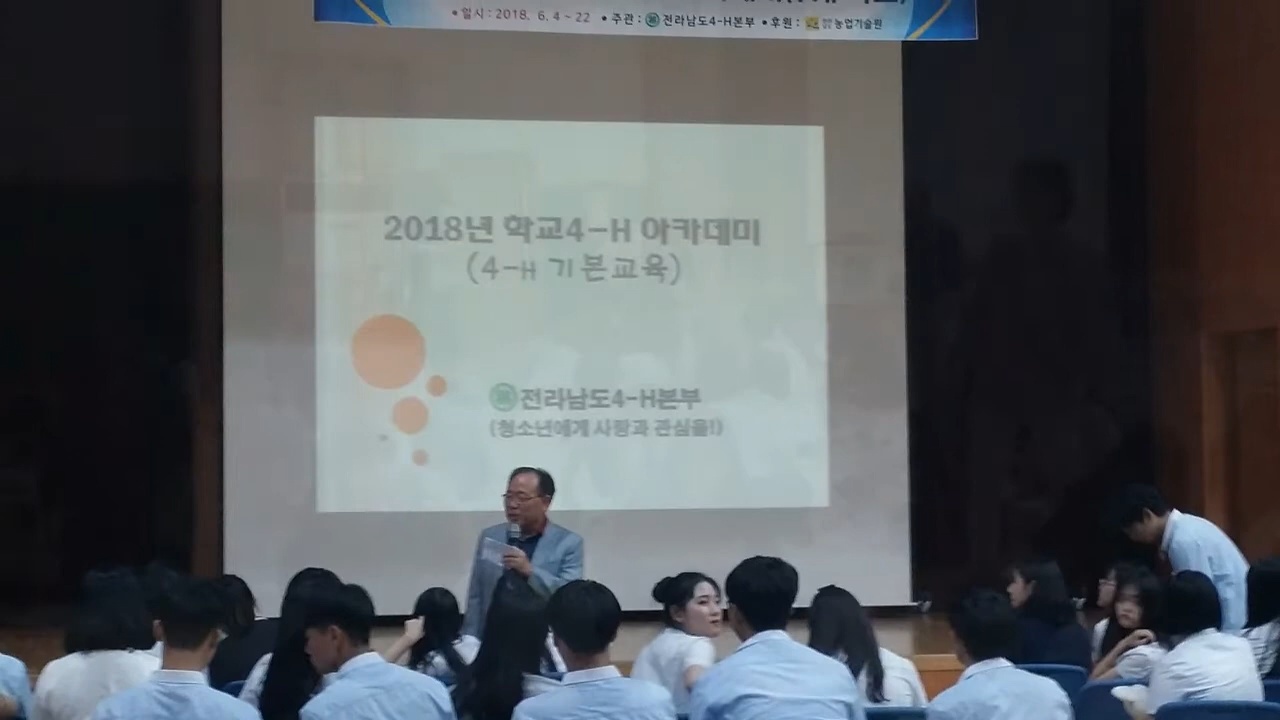 • 일시 : 2018. 6. 4 ~ 22 • 주관 : 전라남도4-H본부 • 후원 : 농업기술원
2018년 학교4-H 아카데미
(4-H 기본교육)
전라남도4-H본부
(청소년에게 사랑과 관심을!)